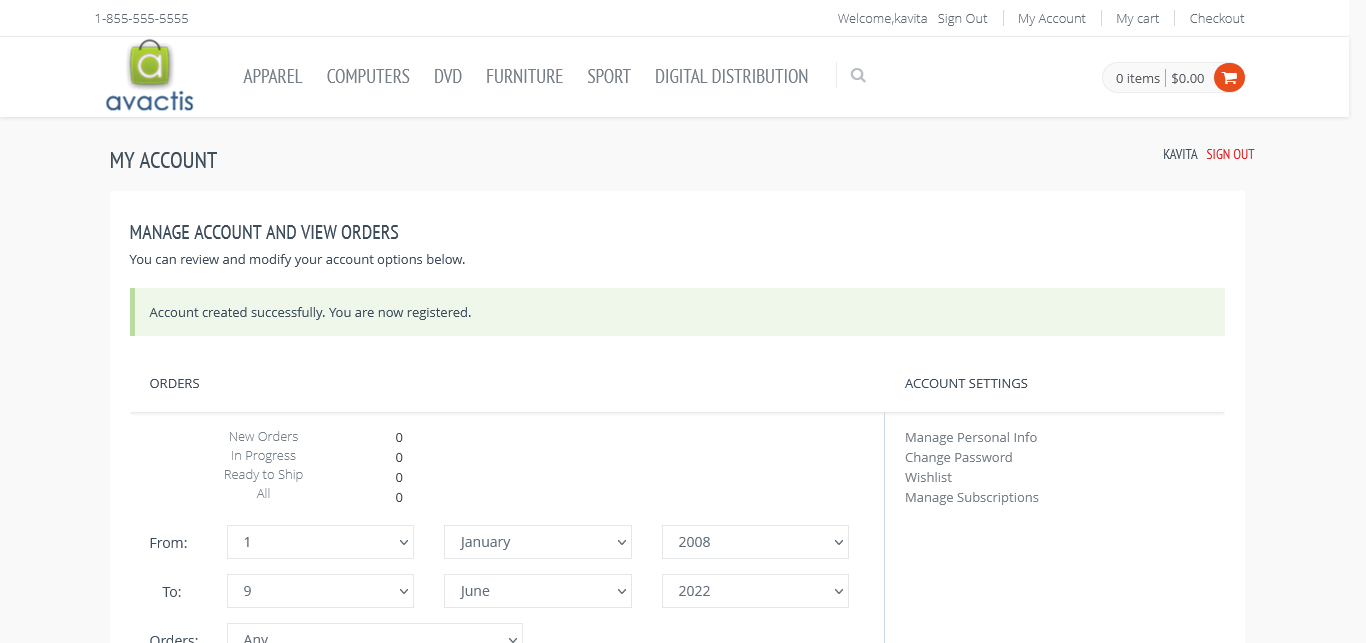 1-855-555-5555
Welcome,kavita Sign Out My Account My cart Checkout
avactis
APPAREL COMPUTERS DVD FURNITURE SPORT DIGITAL DISTRIBUTION
0 items $0.00
MY ACCOUNT
KAVITA SIGN OUT
MANAGE ACCOUNT AND VIEW ORDERS
You can review and modify your account options below.
Account created successfully. You are now registered.
ORDERS
New Orders 0
In Progress 0
Ready to Ship 0
All 0
From: 1 January 2008
To: 9 June 2022
Orders: Any
ACCOUNT SETTINGS
Manage Personal Info
Change Password
Wishlist
Manage Subscriptions